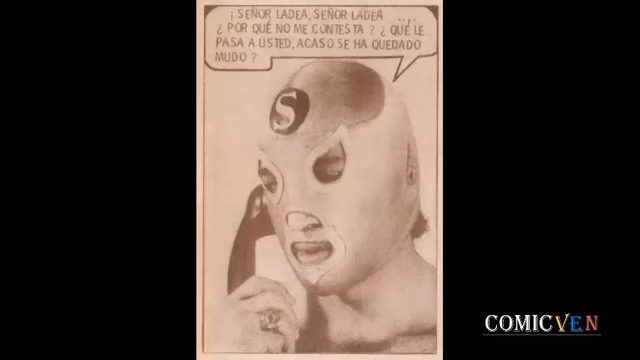 ¡ SEÑOR LADEA, SEÑOR LADEA ...
¿ POR QUÉ NO ME CONTESTA ? ¿ QUÉ LE
PASA A USTED, ACASO SE HA QUEDADO
MUDO ?
S
COMICVEN